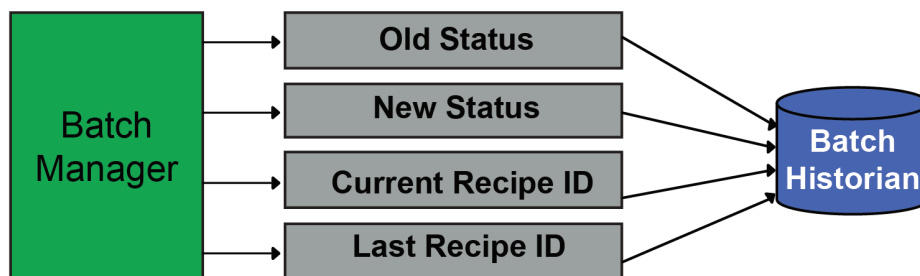 Batch
Manager
Old Status
New Status
Current Recipe ID
Last Recipe ID
Batch
Historian